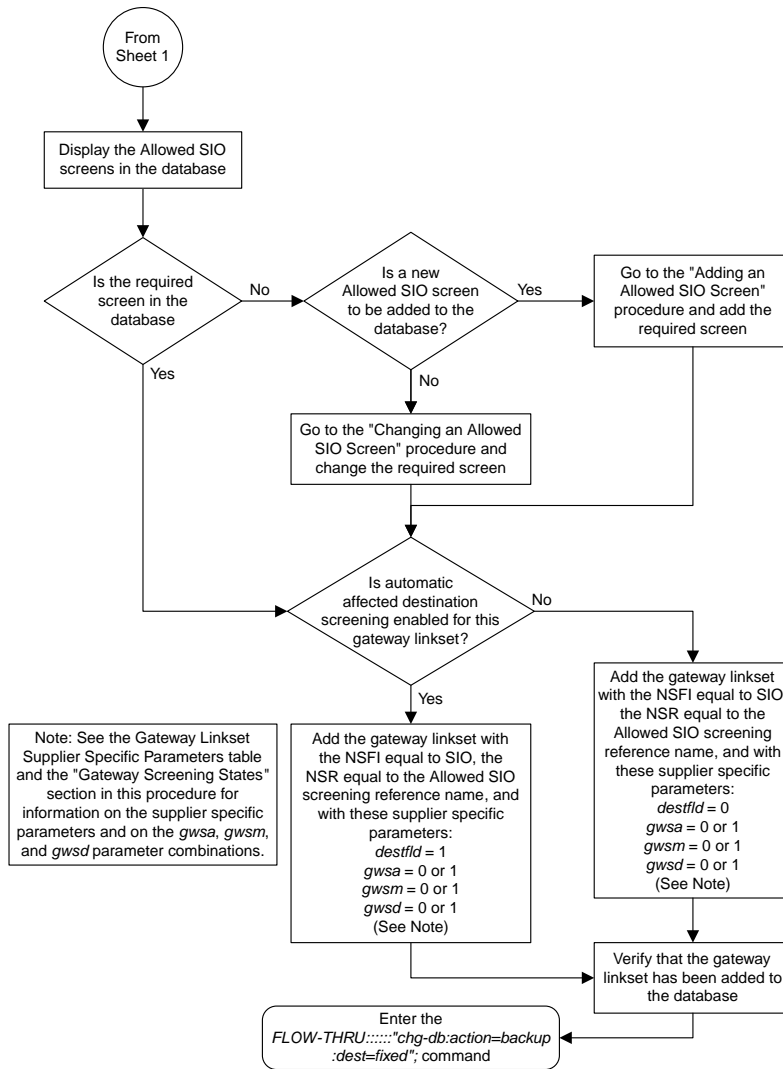 From
Sheet 1
Display the Allowed SIO
screens in the database
Is the required
screen in the
database
No
Is a new
Allowed SIO screen
to be added to the
database?
Yes
Go to the "Adding an
Allowed SIO Screen"
procedure and add the
required screen
Yes
No
Go to the "Changing an Allowed
SIO Screen" procedure and
change the required screen
Is automatic
affected destination
screening enabled for this
gateway linkset?
No
Yes
Add the gateway linkset
with the NSFI equal to SIO
the NSR equal to the
Allowed SIO screening
reference name, and with
these supplier specific
parameters:
destfld = 0
gwsa = 0 or 1
gwsm = 0 or 1
gwsd = 0 or 1
(See Note)
Note: See the Gateway Linkset
Supplier Specific Parameters table
and the "Gateway Screening States"
section in this procedure for
information on the supplier specific
parameters and on the gwsa, gwsm,
and gwsd parameter combinations.
Add the gateway linkset with
the NSFI equal to SIO, the
NSR equal to the Allowed SIO
screening reference name, and
with these supplier specific
parameters:
destfld = 1
gwsa = 0 or 1
gwsm = 0 or 1
gwsd = 0 or 1
(See Note)
Verify that the gateway
linkset has been added to
the database
Enter the
FLOW-THRU::::::"chg-db:action=backup
:dest=fixed"; command